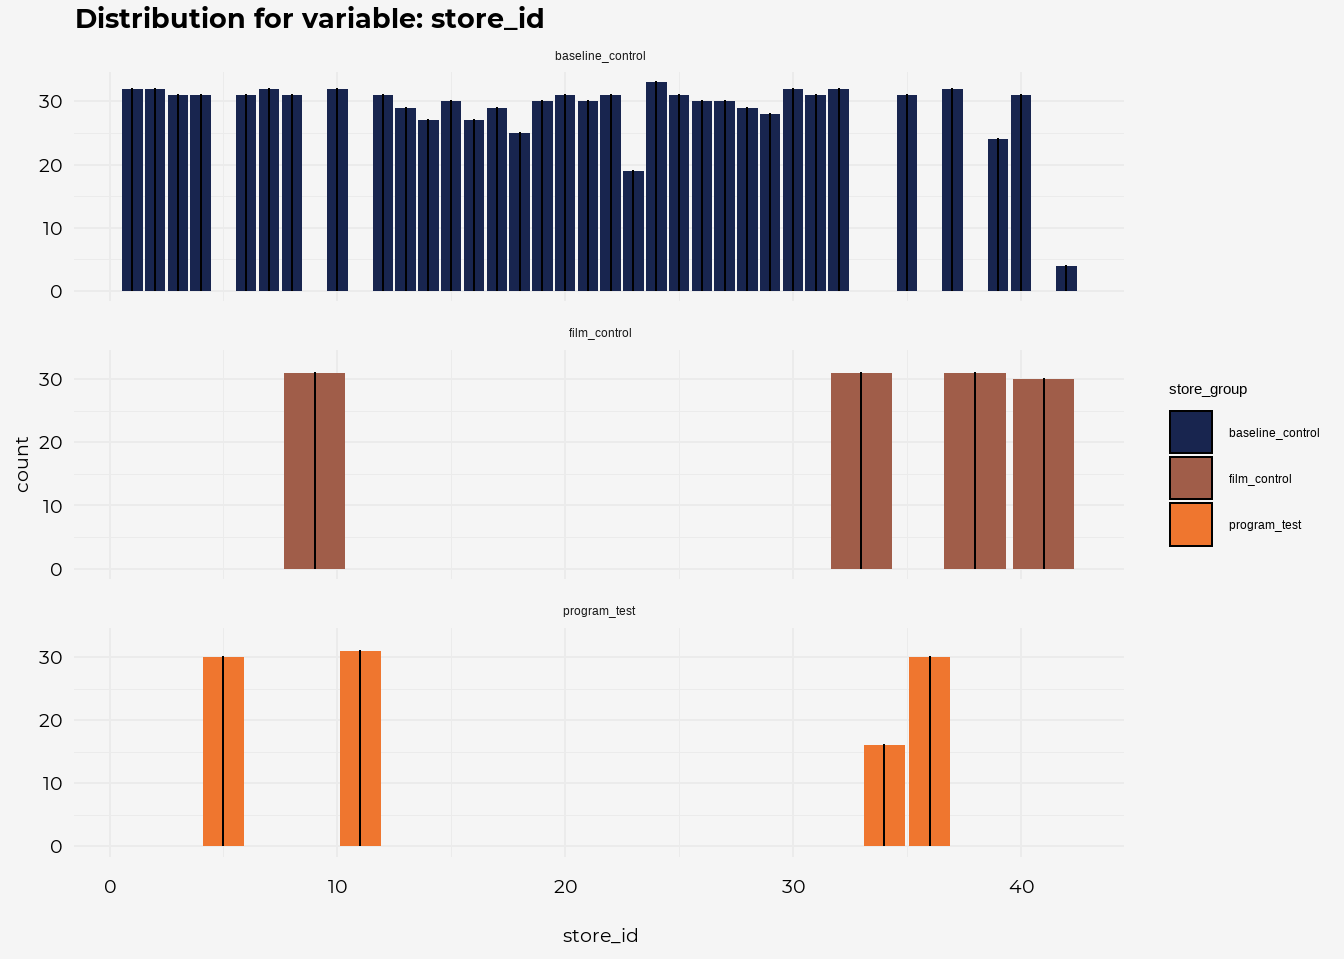 Distribution for variable: store_id
baseline_control
30
20
10
0
film_control
30
20
10
0
count
program_test
30
20
10
0
0 10 20 30 40
store_id
store_group
baseline_control
film_control
program_test